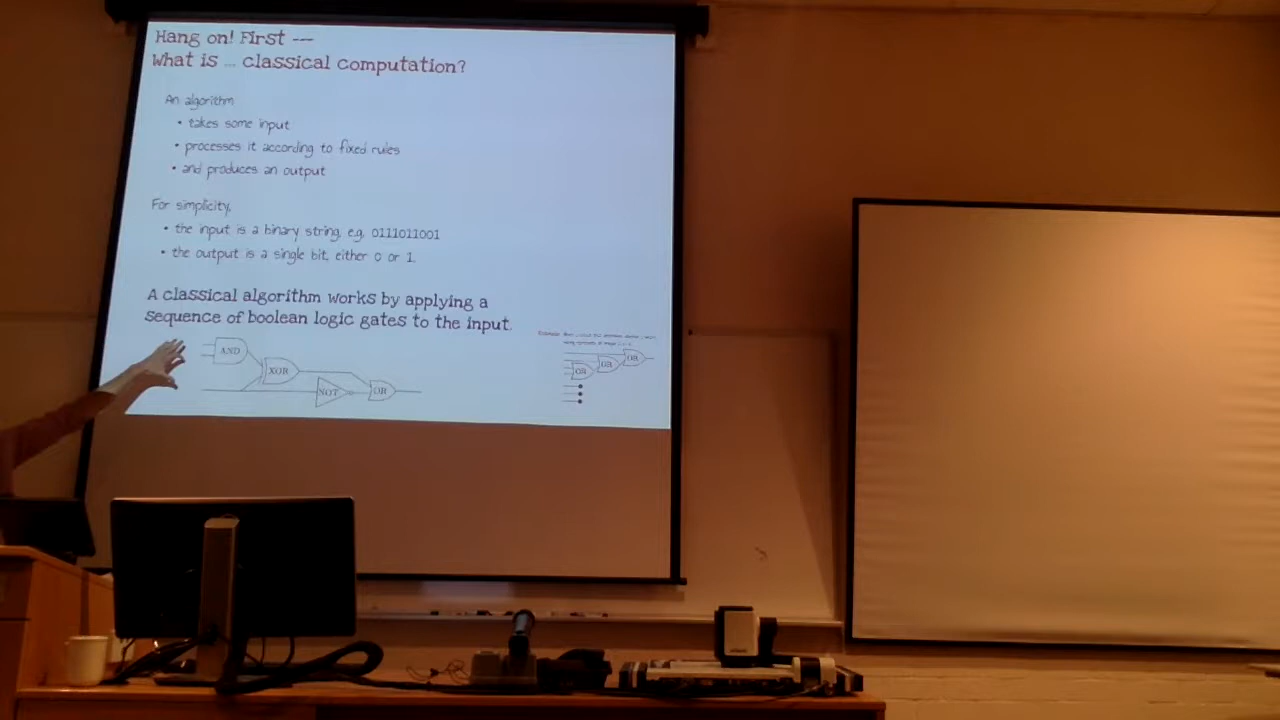 Hang on! First ---
What is ... classical computation?
An algorithm
• takes some input
• processes it according to fixed rules
• and produces an output
For simplicity,
• the input is a binary string, e.g. 0111011001
• the output is a single bit, either 0 or 1.
A classical algorithm works by applying a
sequence of boolean logic gates to the input.
AND
XOR
NOT
OR
OR
OR
OR